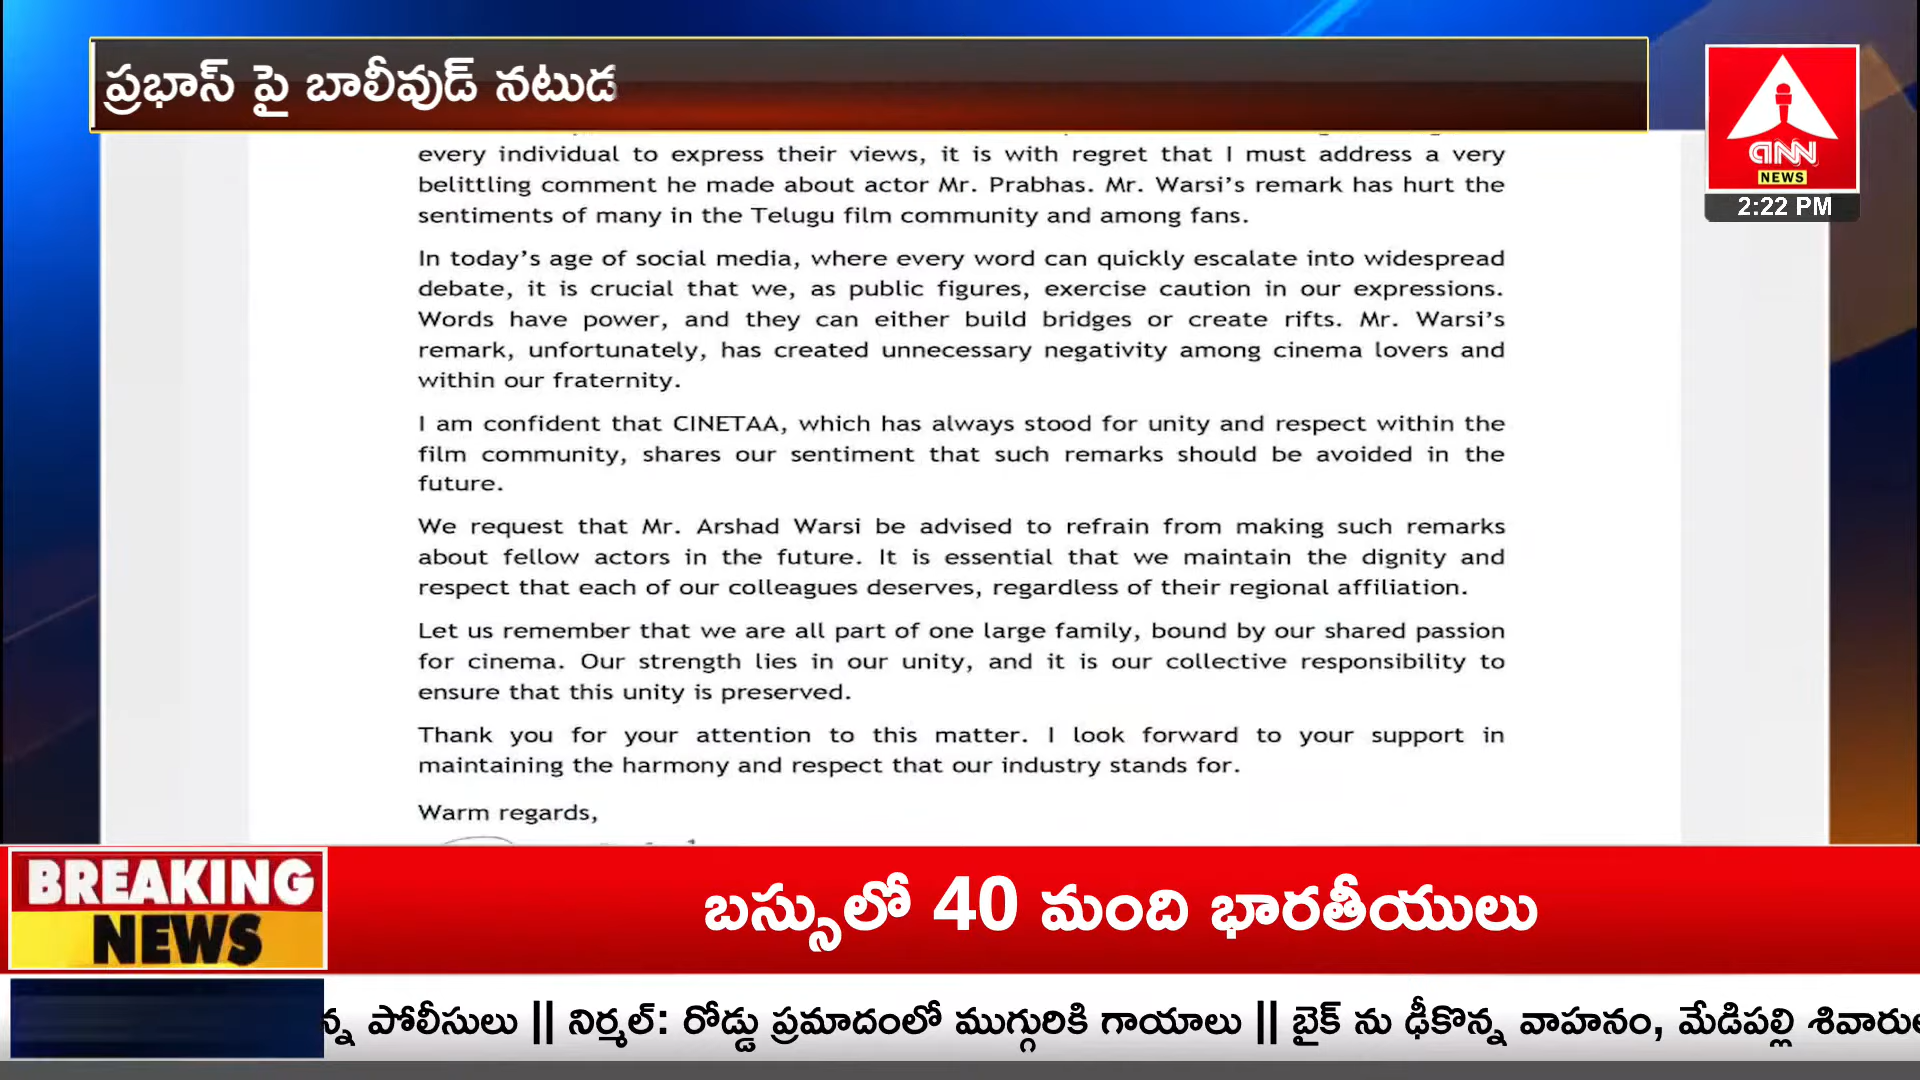 ప్రభాస్ పై బాలీవుడ్ నటుడ
every individual to express their views, it is with regret that I must address a very
belittling comment he made about actor Mr. Prabhas. Mr. Warsi’s remark has hurt the
sentiments of many in the Telugu film community and among fans.
In today’s age of social media, where every word can quickly escalate into widespread
debate, it is crucial that we, as public figures, exercise caution in our expressions.
Words have power, and they can either build bridges or create rifts. Mr. Warsi’s
remark, unfortunately, has created unnecessary negativity among cinema lovers and
within our fraternity.
I am confident that CINETAA, which has always stood for unity and respect within the
film community, shares our sentiment that such remarks should be avoided in the
future.
We request that Mr. Arshad Warsi be advised to refrain from making such remarks
about fellow actors in the future. It is essential that we maintain the dignity and
respect that each of our colleagues deserves, regardless of their regional affiliation.
Let us remember that we are all part of one large family, bound by our shared passion
for cinema. Our strength lies in our unity, and it is our collective responsibility to
ensure that this unity is preserved.
Thank you for your attention to this matter. I look forward to your support in
maintaining the harmony and respect that our industry stands for.
Warm regards,
ANN
NEWS
2:22 PM
BREAKING
NEWS
బస్సులో 40 మంది భారతీయులు
న్న పోలీసులు || నిర్మల్: రోడ్డు ప్రమాదంలో ముగ్గురికి గాయాలు || బైక్ ను ఢీకొన్న వాహనం, మేడిపల్లి శివారు